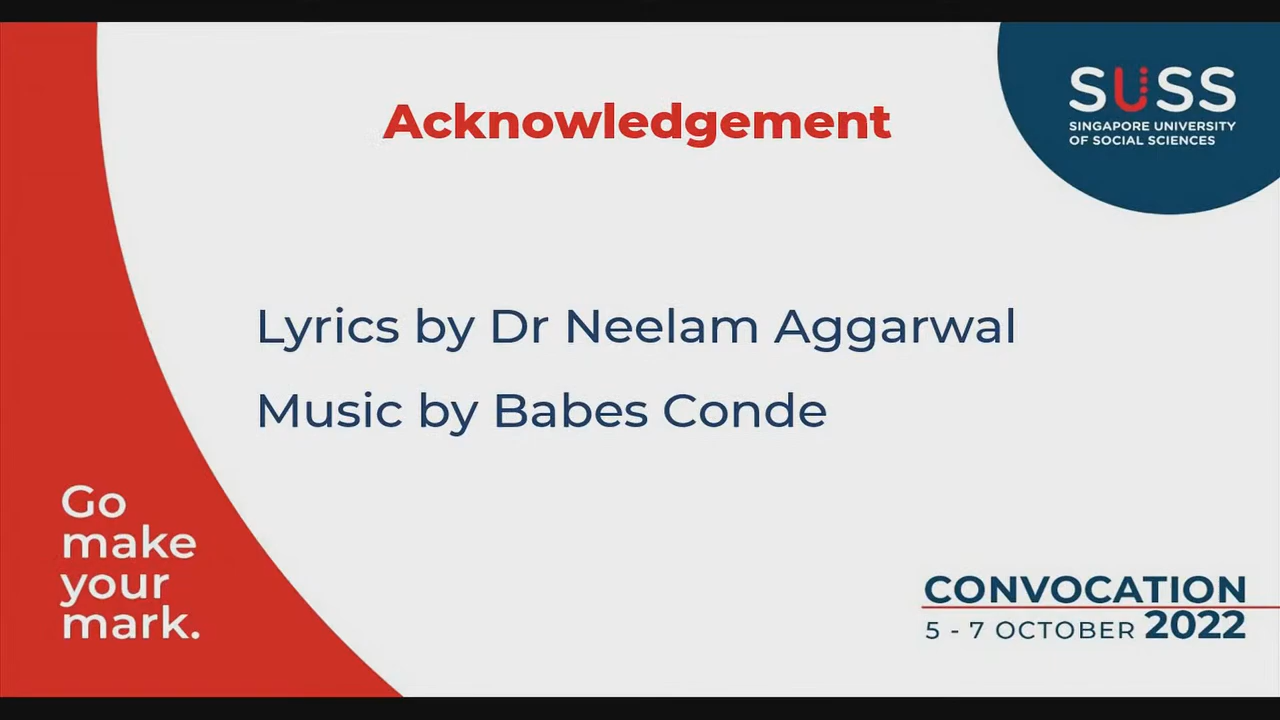 Acknowledgement
SUSS
SINGAPORE UNIVERSITY
OF SOCIAL SCIENCES
Lyrics by Dr Neelam Aggarwal
Music by Babes Conde
Go
make
your
mark.
CONVOCATION
5 - 7 OCTOBER 2022